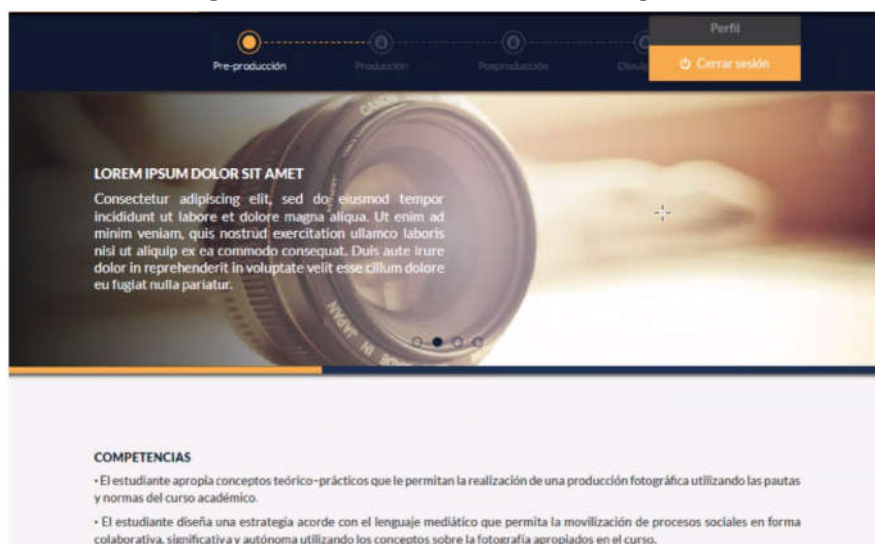 Perfil
Cerrar sesión
Pre-producción
Producción
Posproducción
LOREM IPSUM DOLOR SIT AMET
Consectetur adipiscing elit, sed do eiusmod tempor
incididunt ut labore et dolore magna aliqua. Ut enim ad
minim veniam, quis nostrud exercitation ullamco laboris
nisi ut aliquip ex ea commodo consequat. Duis aute irure
dolor in reprehenderit in voluptate velit esse cillum dolore
eu fugiat nulla pariatur.
CANON
JAPAN
COMPETENCIAS
• El estudiante apropia conceptos teórico-prácticos que le permitan la realización de una producción fotográfica utilizando las pautas
y normas del curso académico.
• El estudiante diseña una estrategia acorde con el lenguaje mediático que permita la movilización de procesos sociales en forma
colaborativa, significativa y autónoma utilizando los conceptos sobre la fotografía apropiados en el curso.